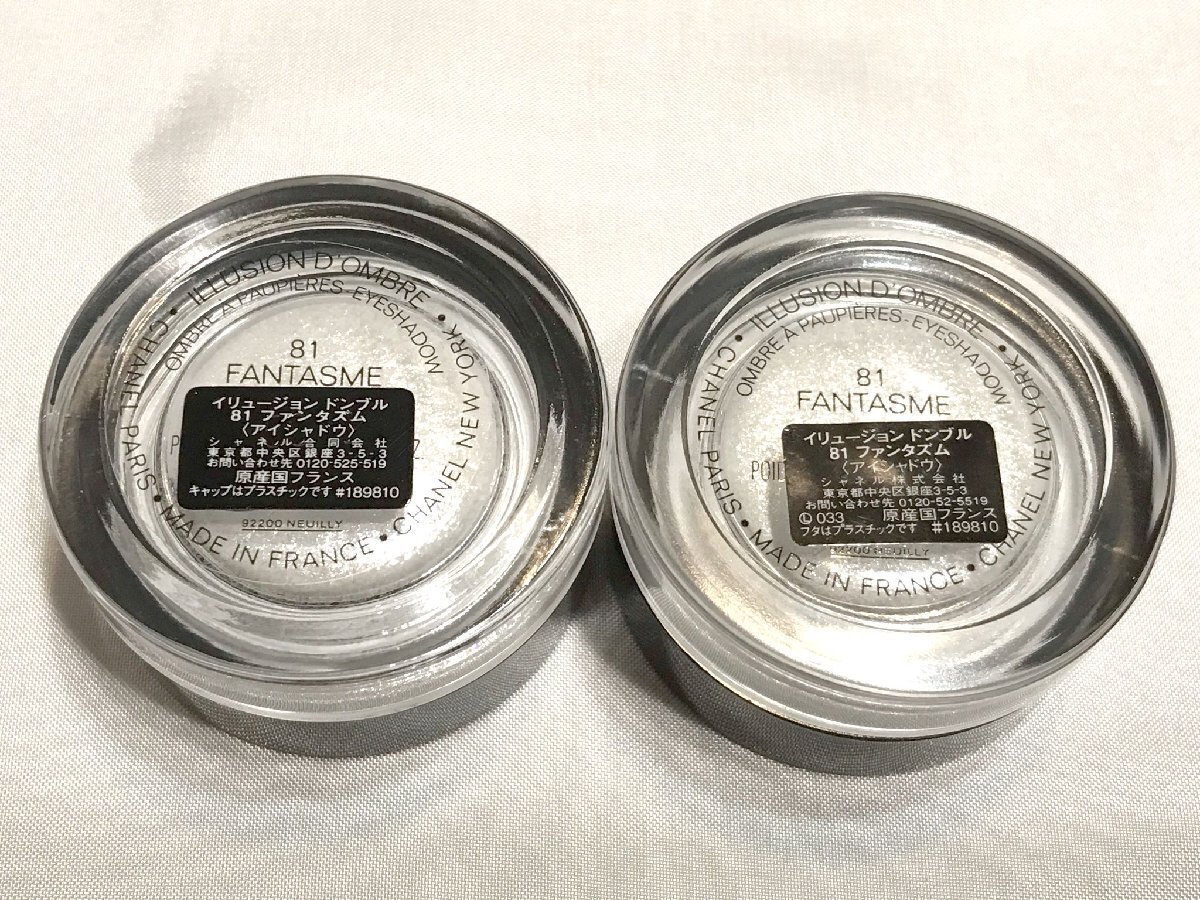 • ILLUSION D'OMBRE •
OMBRE À PAUPIÈRES - EYESHADOW
81
FANTASME
イリュージョン ドンブル
81 ファンタズム
〈アイシャドウ〉
シャネル合同会社
東京都中央区銀座3-5-3
お問い合わせ先 0120-525-519
原産国フランス
キャップはプラスチックです #189810
92200 NEUILLY
CHANEL PARIS • MADE IN FRANCE • CHANEL NEW YORK
• ILLUSION D'OMBRE •
OMBRE À PAUPIÈRES - EYESHADOW
81
FANTASME
イリュージョン ドンブル
81 ファンタズム
〈アイシャドウ〉
シャネル株式会社
東京都中央区銀座3-5-3
お問い合わせ先 0120-52-5519
Ⓛ 033 原産国フランス
フタはプラスチックです #189810
92200 NEUILLY
CHANEL PARIS • MADE IN FRANCE • CHANEL NEW YORK